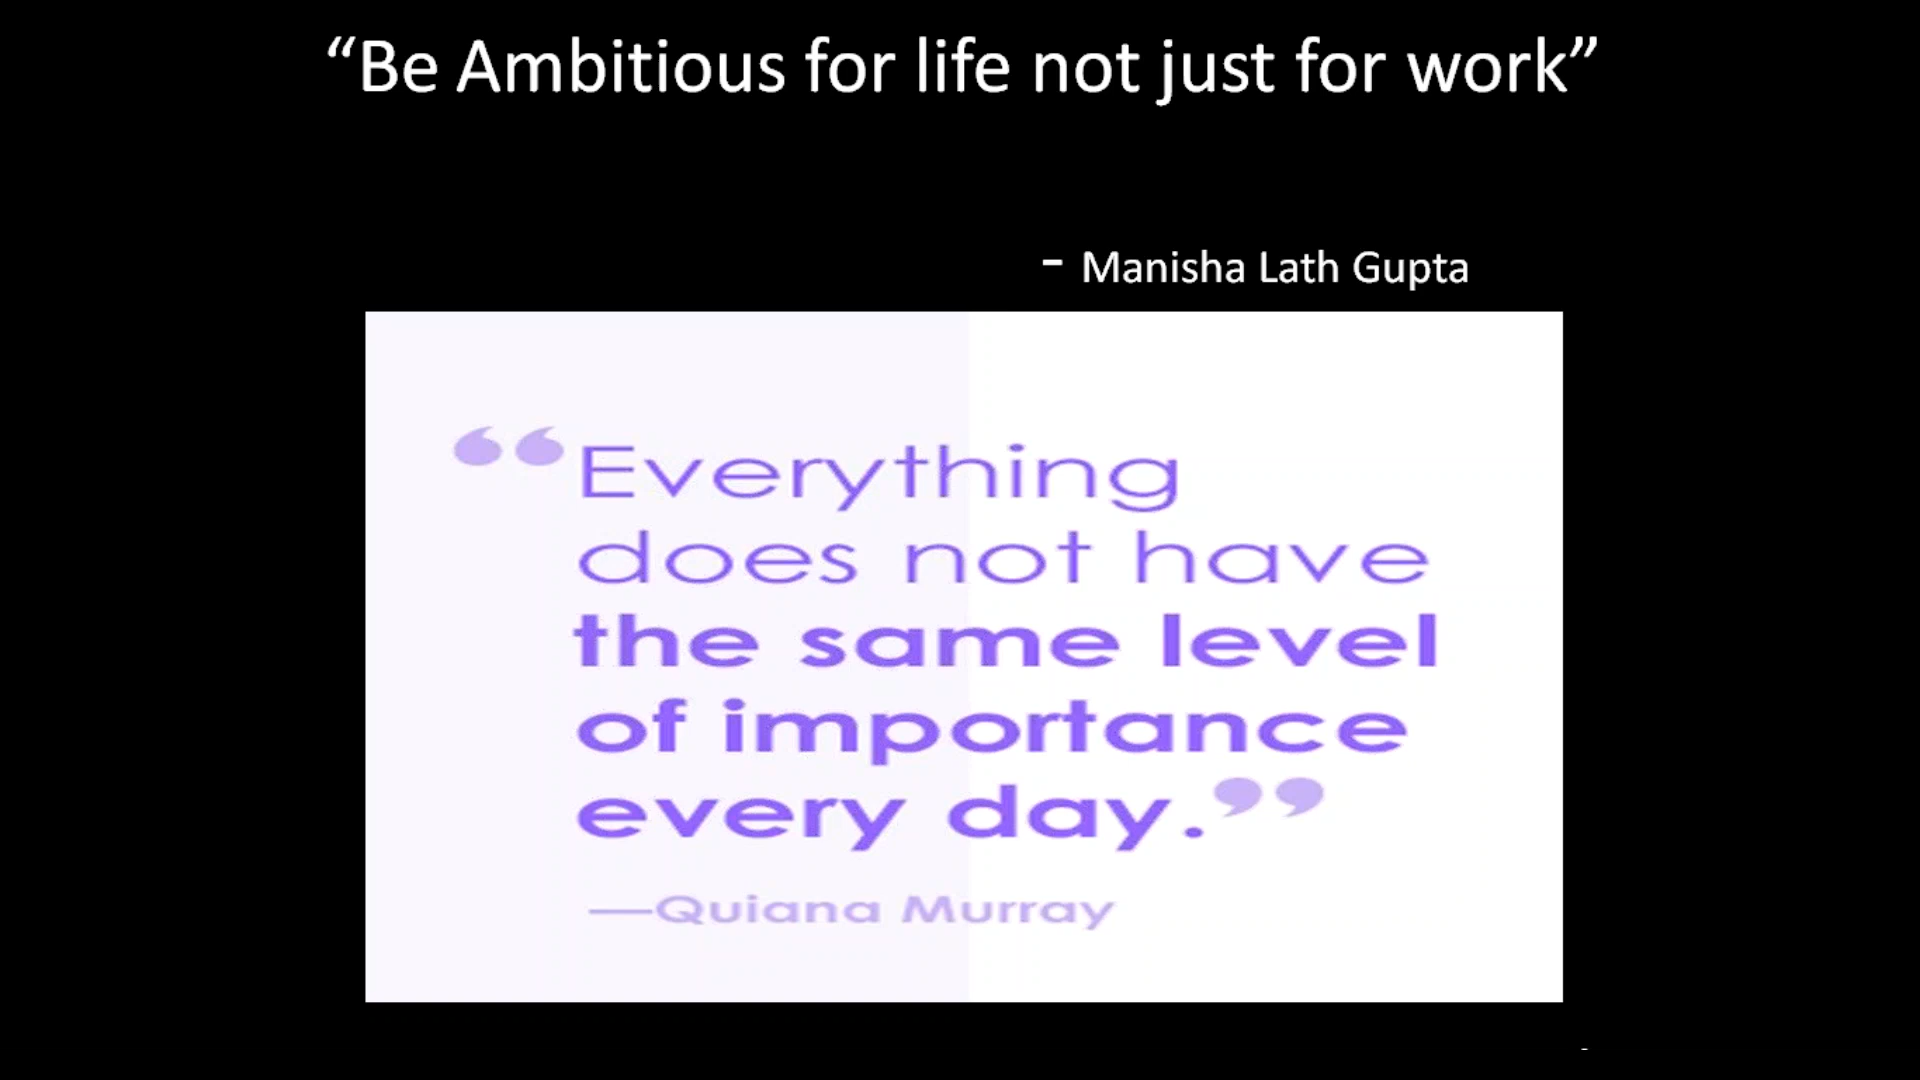 “Be Ambitious for life not just for work”
- Manisha Lath Gupta
“Everything
does not have
the same level
of importance
every day.”
—Quiana Murray
-